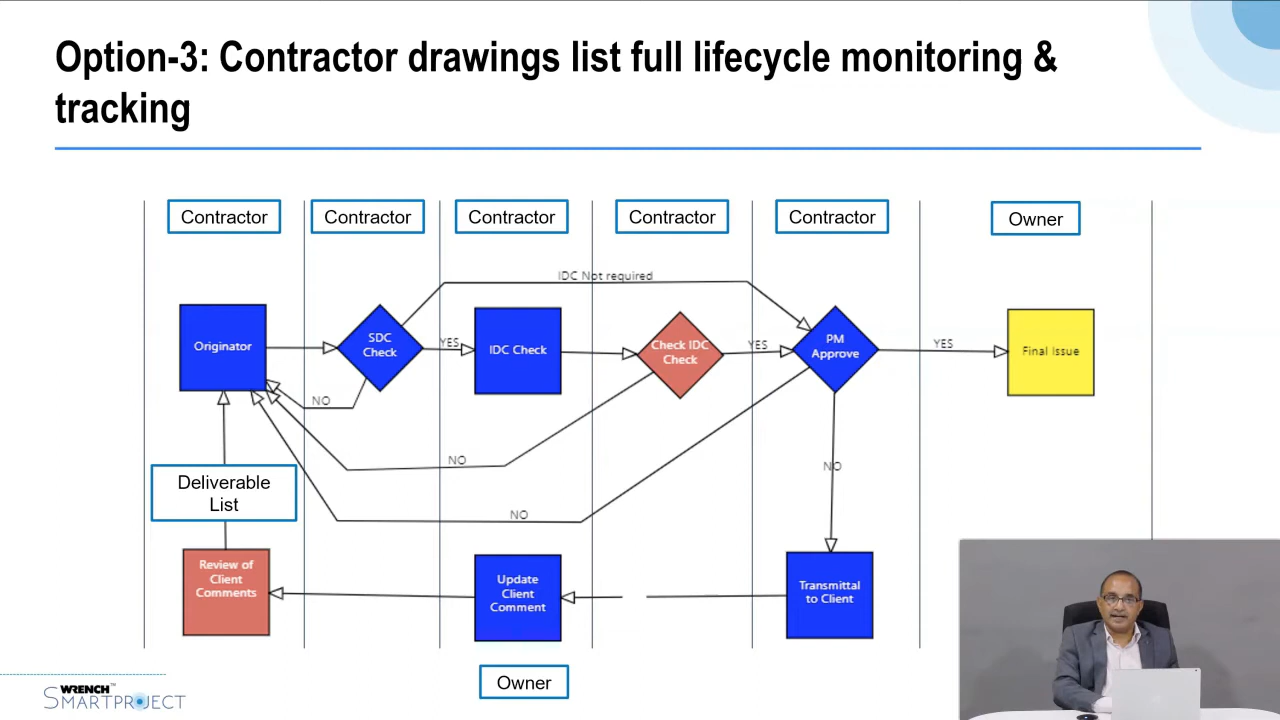 Option-3: Contractor drawings list full lifecycle monitoring &
tracking
Contractor
Contractor
Contractor
Contractor
Contractor
Owner
IDC Not required
Originator
SDC
Check
YES
IDC Check
Check IDC
Check
YES
PM
Approve
YES
Final Issue
NO
NO
NO
NO
Deliverable
List
Review of
Client
Comments
Update
Client
Comment
Transmittal
to Client
Owner
WRENCH™
SMARTPROJECT